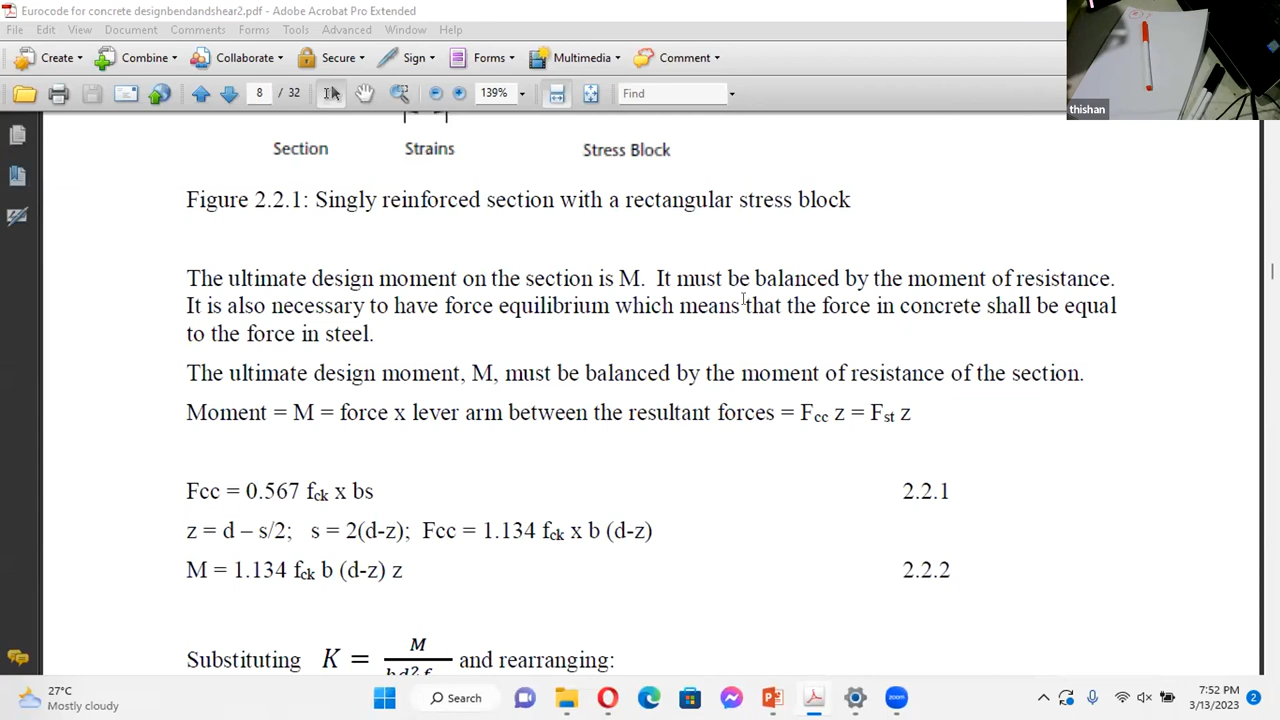 Eurocode for concrete designbendandshear2.pdf - Adobe Acrobat Pro Extended
File Edit View Document Comments Forms Tools Advanced Window Help
Create Combine Collaborate Secure Sign Forms Multimedia Comment
8 / 32 139% Find
thishan
Section Strains Stress Block
Figure 2.2.1: Singly reinforced section with a rectangular stress block
The ultimate design moment on the section is M. It must be balanced by the moment of resistance.
It is also necessary to have force equilibrium which means that the force in concrete shall be equal
to the force in steel.
The ultimate design moment, M, must be balanced by the moment of resistance of the section.
Moment = M = force x lever arm between the resultant forces = Fcc z = Fst z
Fcc = 0.567 fck x bs 2.2.1
z = d – s/2; s = 2(d-z); Fcc = 1.134 fck x b (d-z)
M = 1.134 fck b (d-z) z 2.2.2
Substituting K = M and rearranging:
27°C
Mostly cloudy
Search
7:52 PM
3/13/2023
2